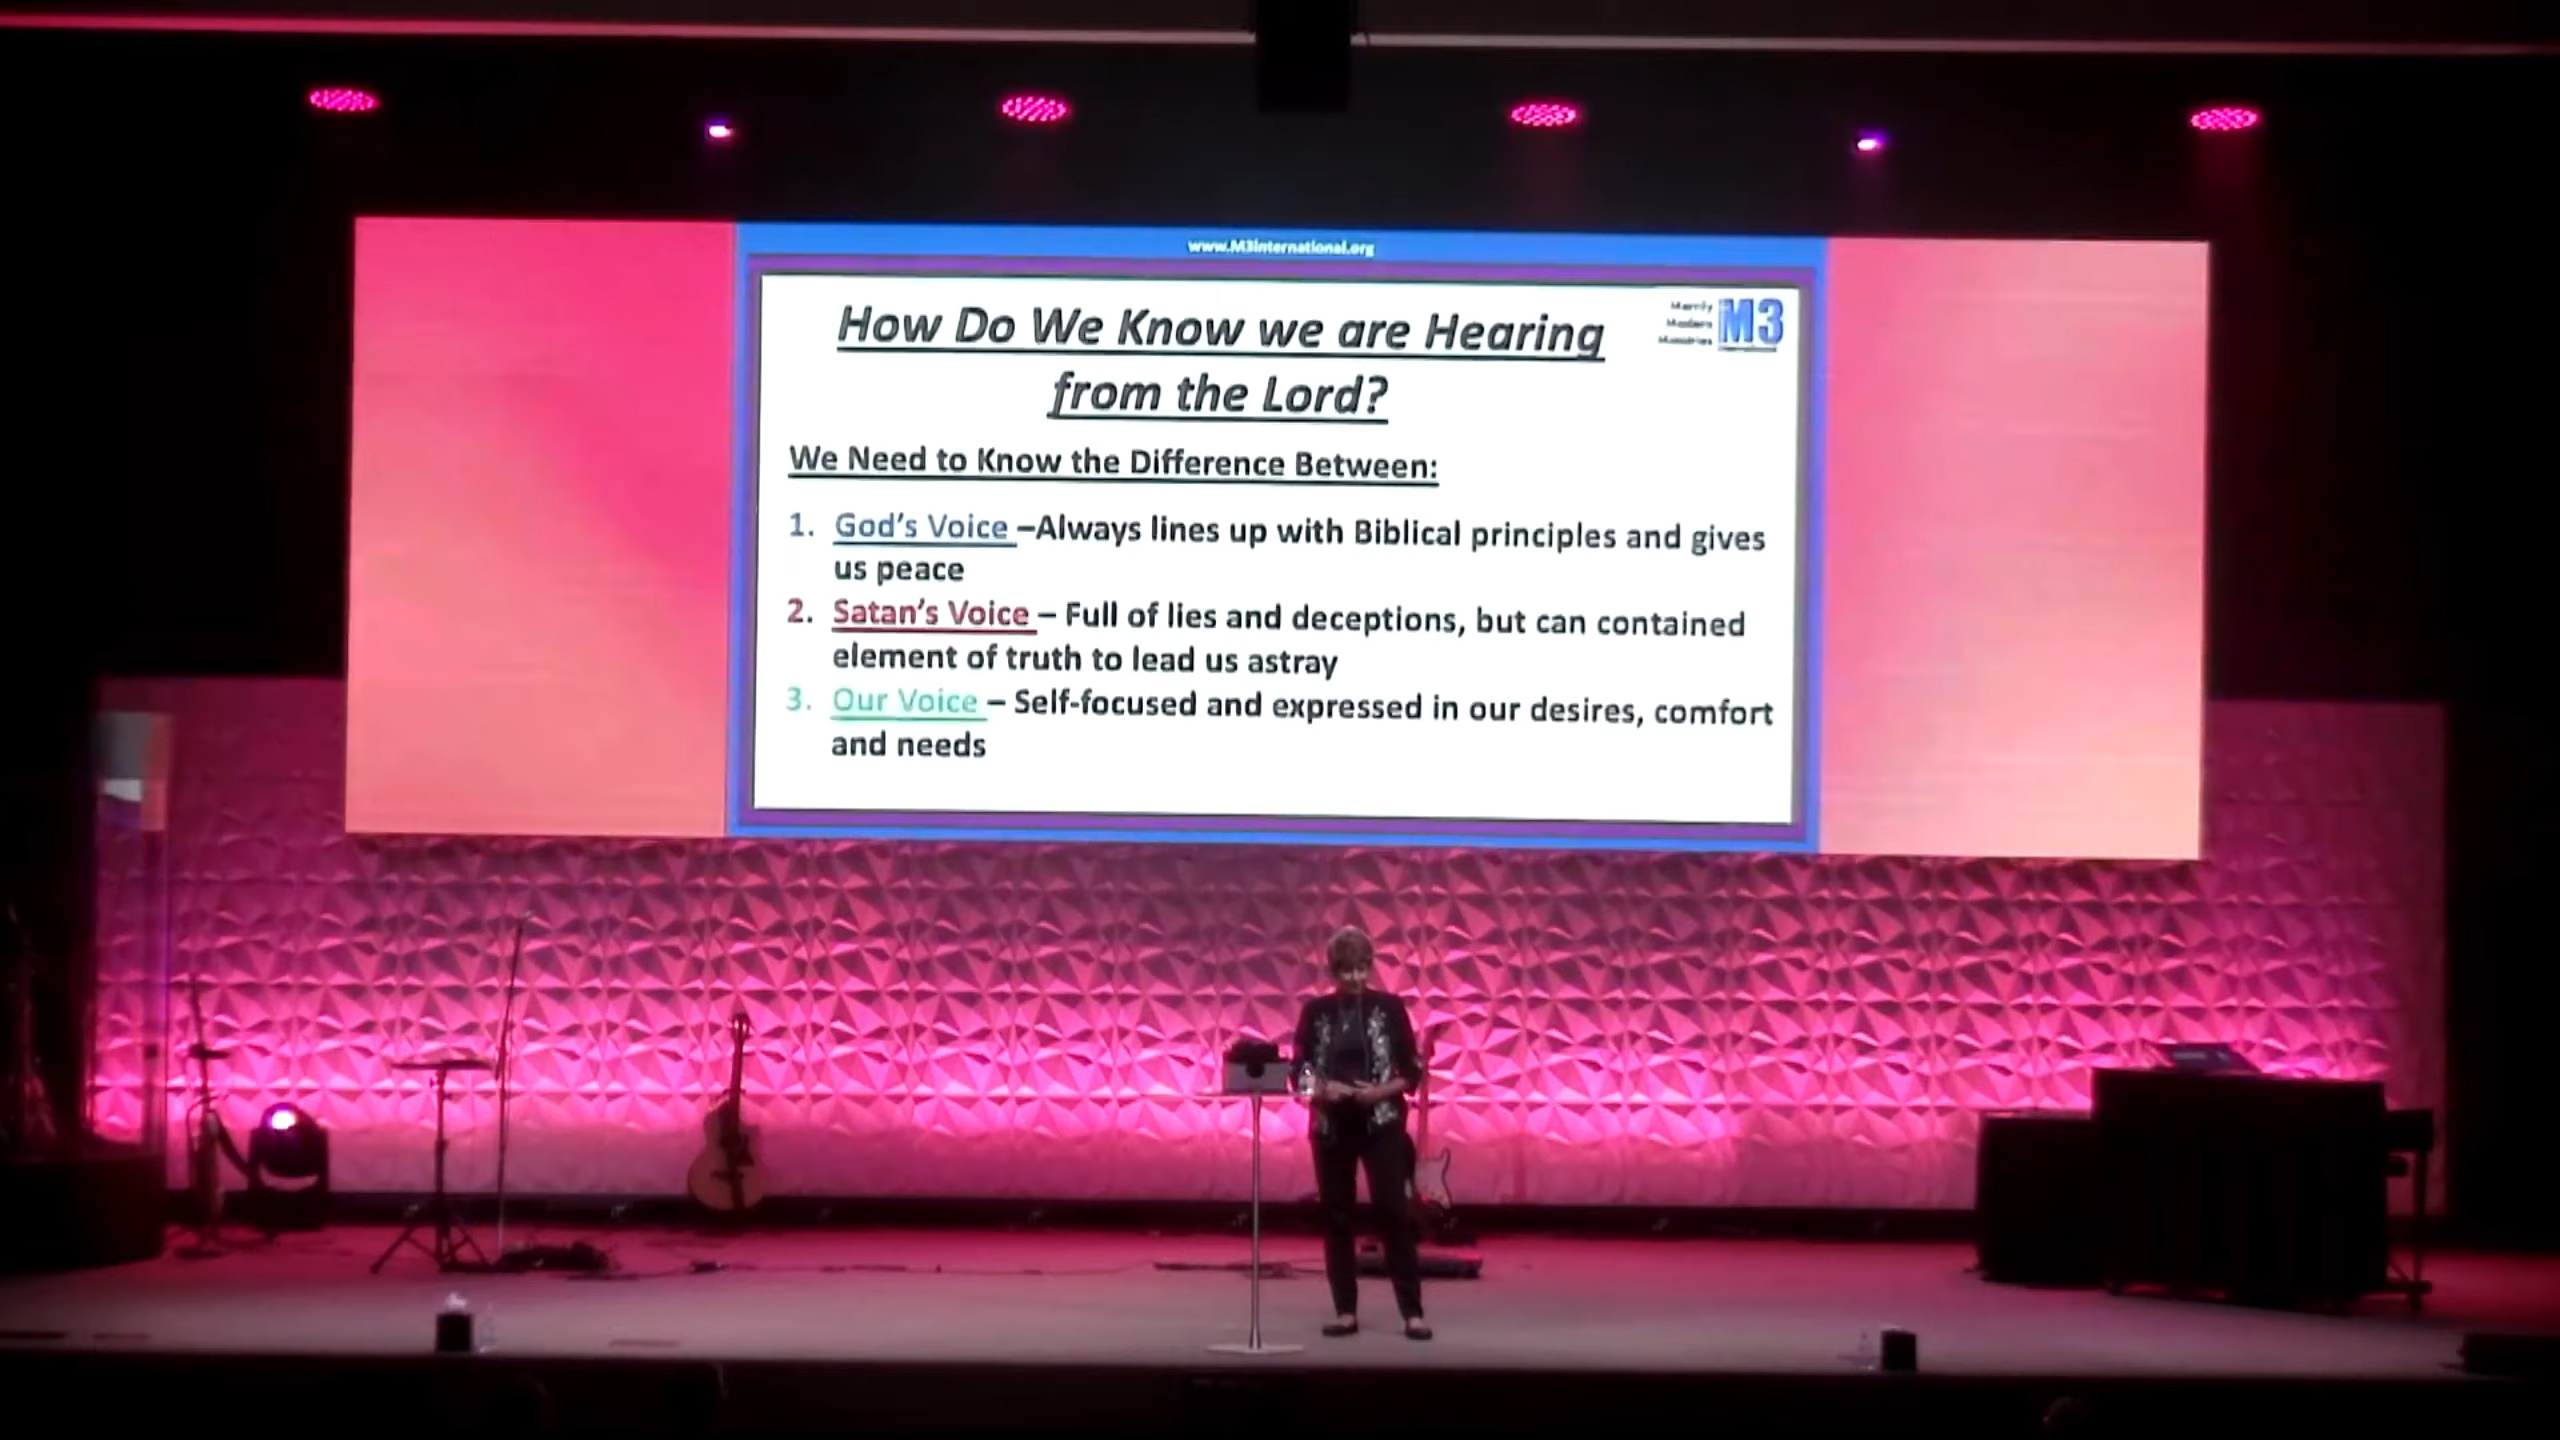 www.M3international.org
How Do We Know we are Hearing
from the Lord?
M3
We Need to Know the Difference Between:
1. God's Voice –Always lines up with Biblical principles and gives
us peace
2. Satan's Voice – Full of lies and deceptions, but can contained
element of truth to lead us astray
3. Our Voice – Self-focused and expressed in our desires, comfort
and needs